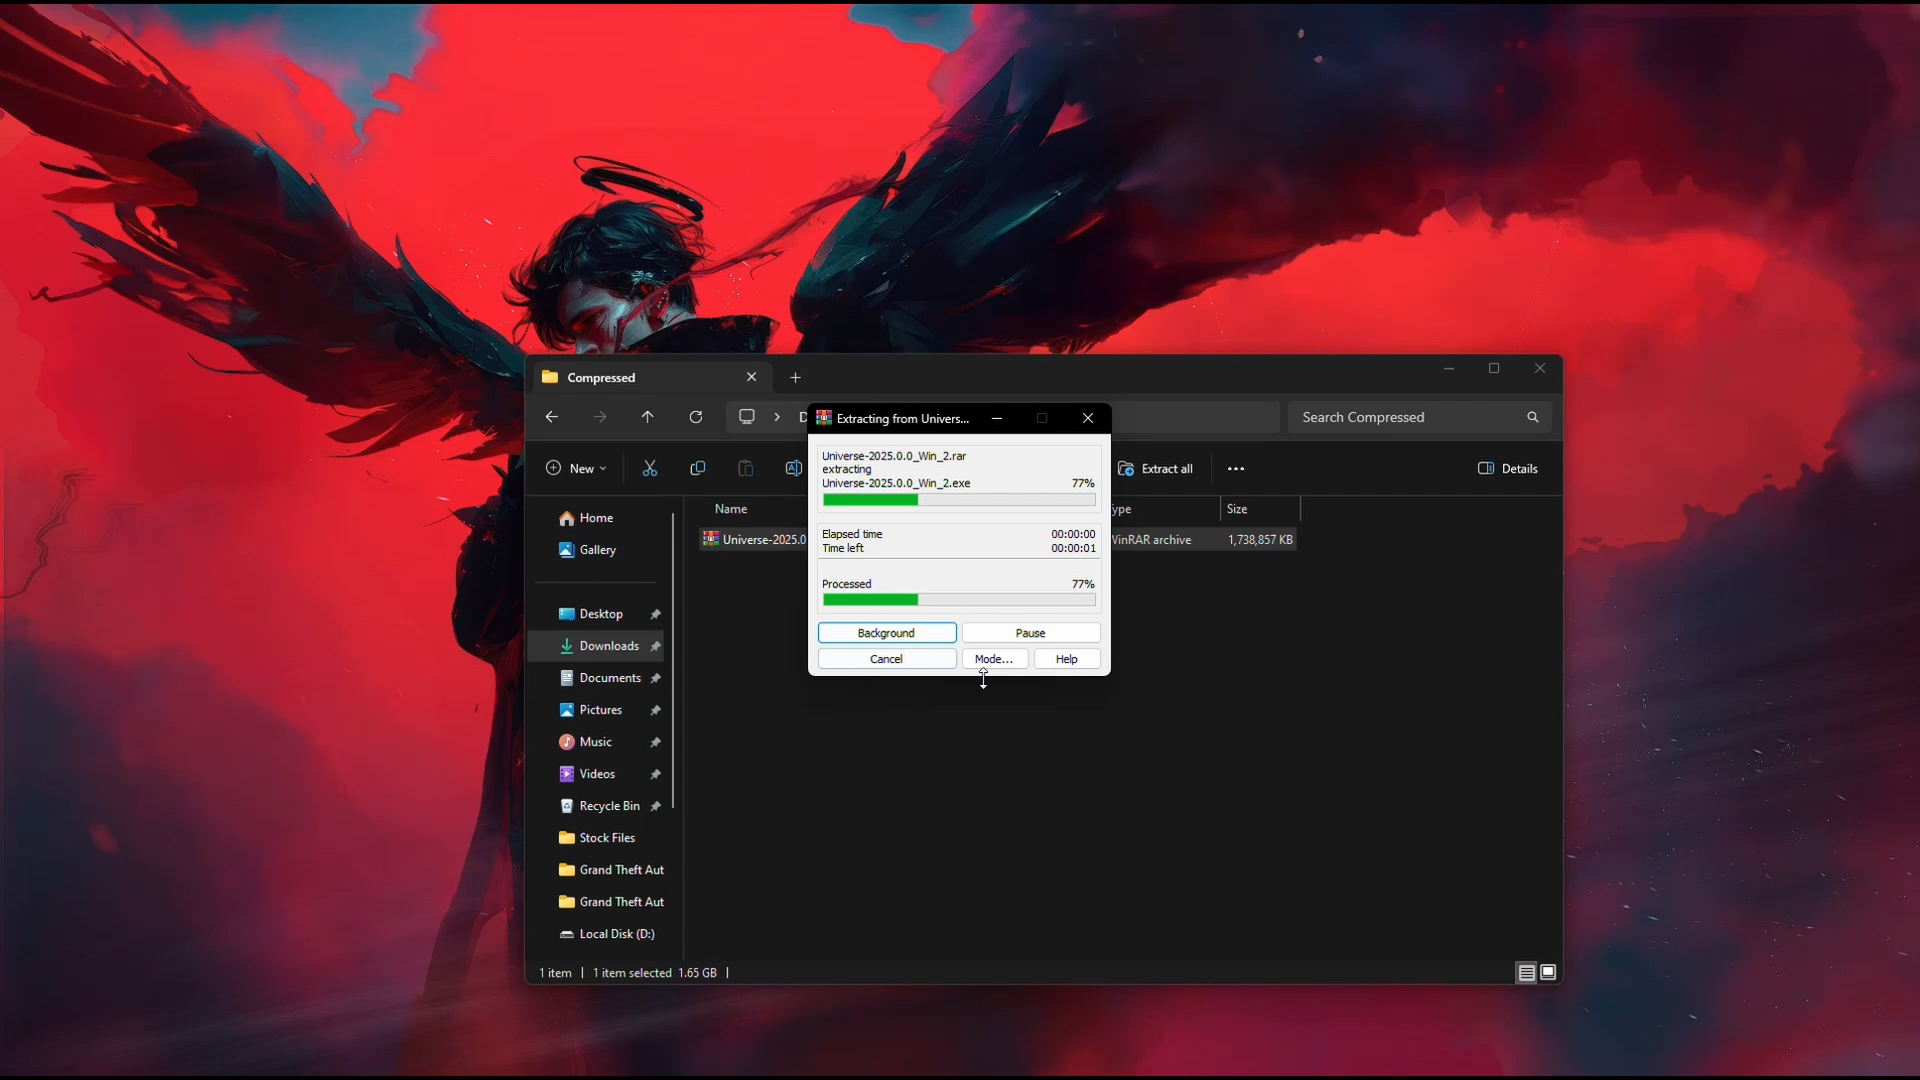 Compressed
D
Search Compressed
Extracting from Univers...
New
Extract all
Details
Universe-2025.0.0_Win_2.rar
extracting
Universe-2025.0.0_Win_2.exe 77%
Elapsed time 00:00:00
Time left 00:00:01
Processed 77%
Background Pause
Cancel Mode... Help
Name ype Size
Universe-2025.0 WinRAR archive 1,738,857 KB
Home
Gallery
Desktop
Downloads
Documents
Pictures
Music
Videos
Recycle Bin
Stock Files
Grand Theft Aut
Grand Theft Aut
Local Disk (D:)
1 item 1 item selected 1.65 GB